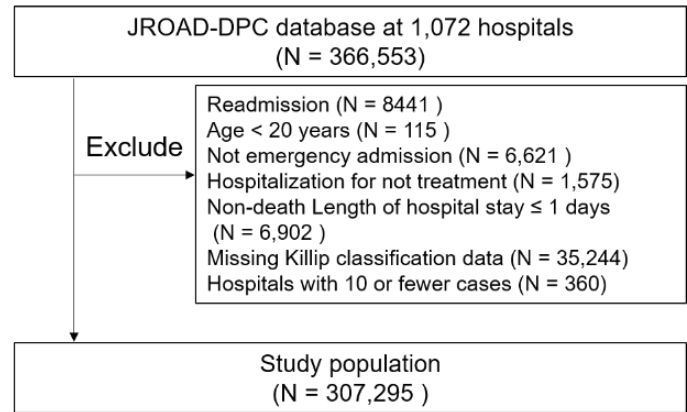 JROAD-DPC database at 1,072 hospitals
(N = 366,553)
Exclude
Readmission (N = 8441 )
Age < 20 years (N = 115 )
Not emergency admission (N = 6,621 )
Hospitalization for not treatment (N = 1,575)
Non-death Length of hospital stay ≤ 1 days
(N = 6,902 )
Missing Killip classification data (N = 35,244)
Hospitals with 10 or fewer cases (N = 360)
Study population
(N = 307,295 )